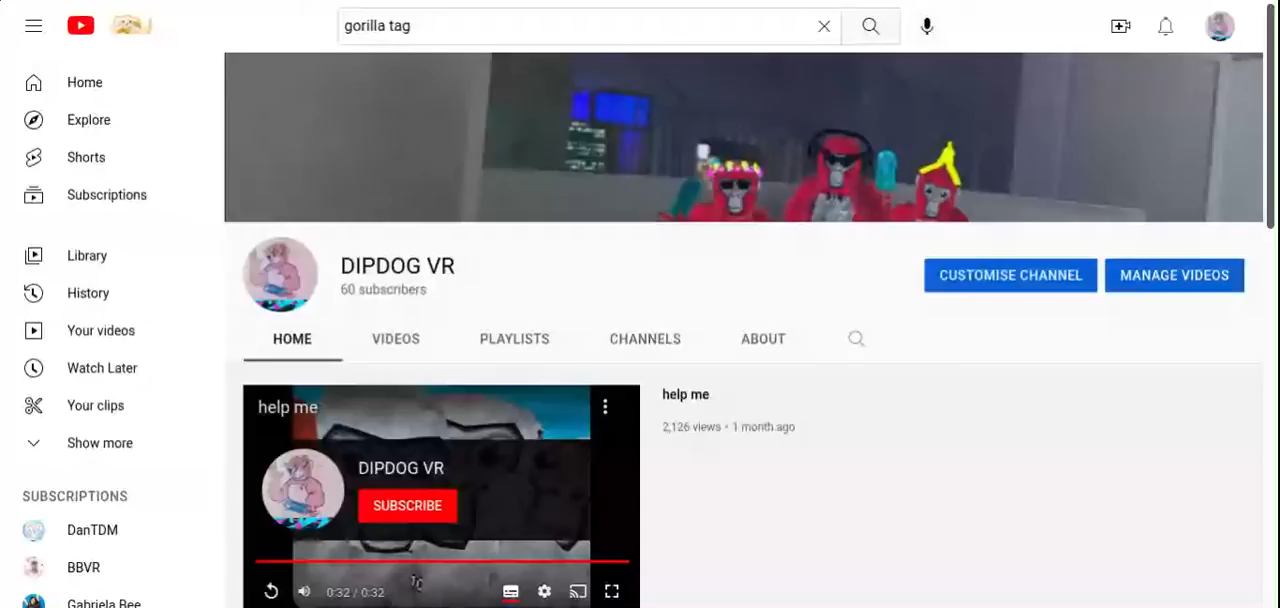 gorilla tag
Home
Explore
Shorts
Subscriptions
Library
History
Your videos
Watch Later
Your clips
Show more
SUBSCRIPTIONS
DanTDM
BBVR
Gabriela Bee
DIPDOG VR
60 subscribers
CUSTOMISE CHANNEL
MANAGE VIDEOS
HOME
VIDEOS
PLAYLISTS
CHANNELS
ABOUT
help me
DIPDOG VR
SUBSCRIBE
0:32 / 0:32
help me
2,126 views • 1 month ago